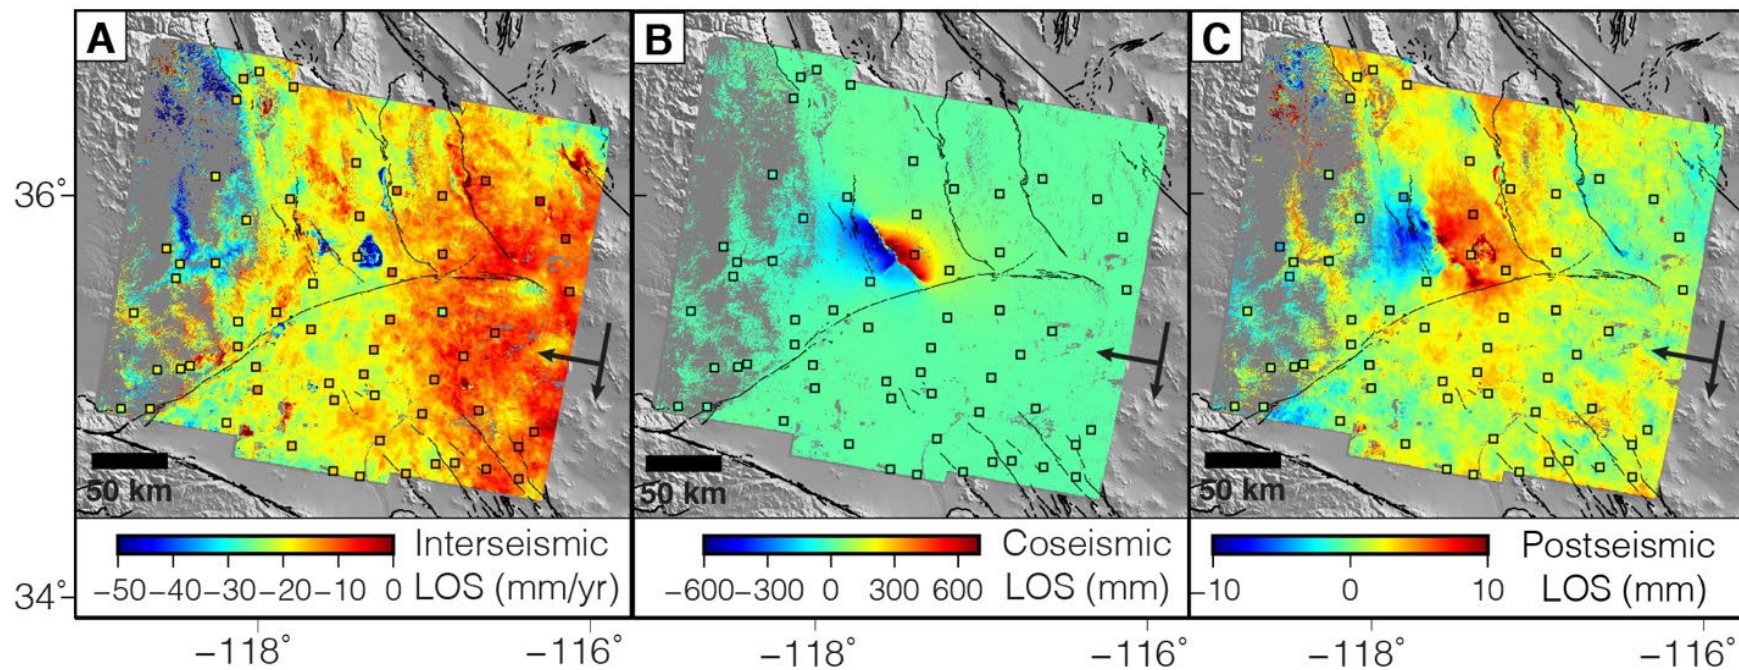 A
B
C
36°
34°
50 km
50 km
50 km
Interseismic
LOS (mm/yr)
−50 −40 −30 −20 −10 0
Coseismic
LOS (mm)
−600 −300 0 300 600
Postseismic
LOS (mm)
−10 0 10
−118° −116° −118° −116° −118° −116°